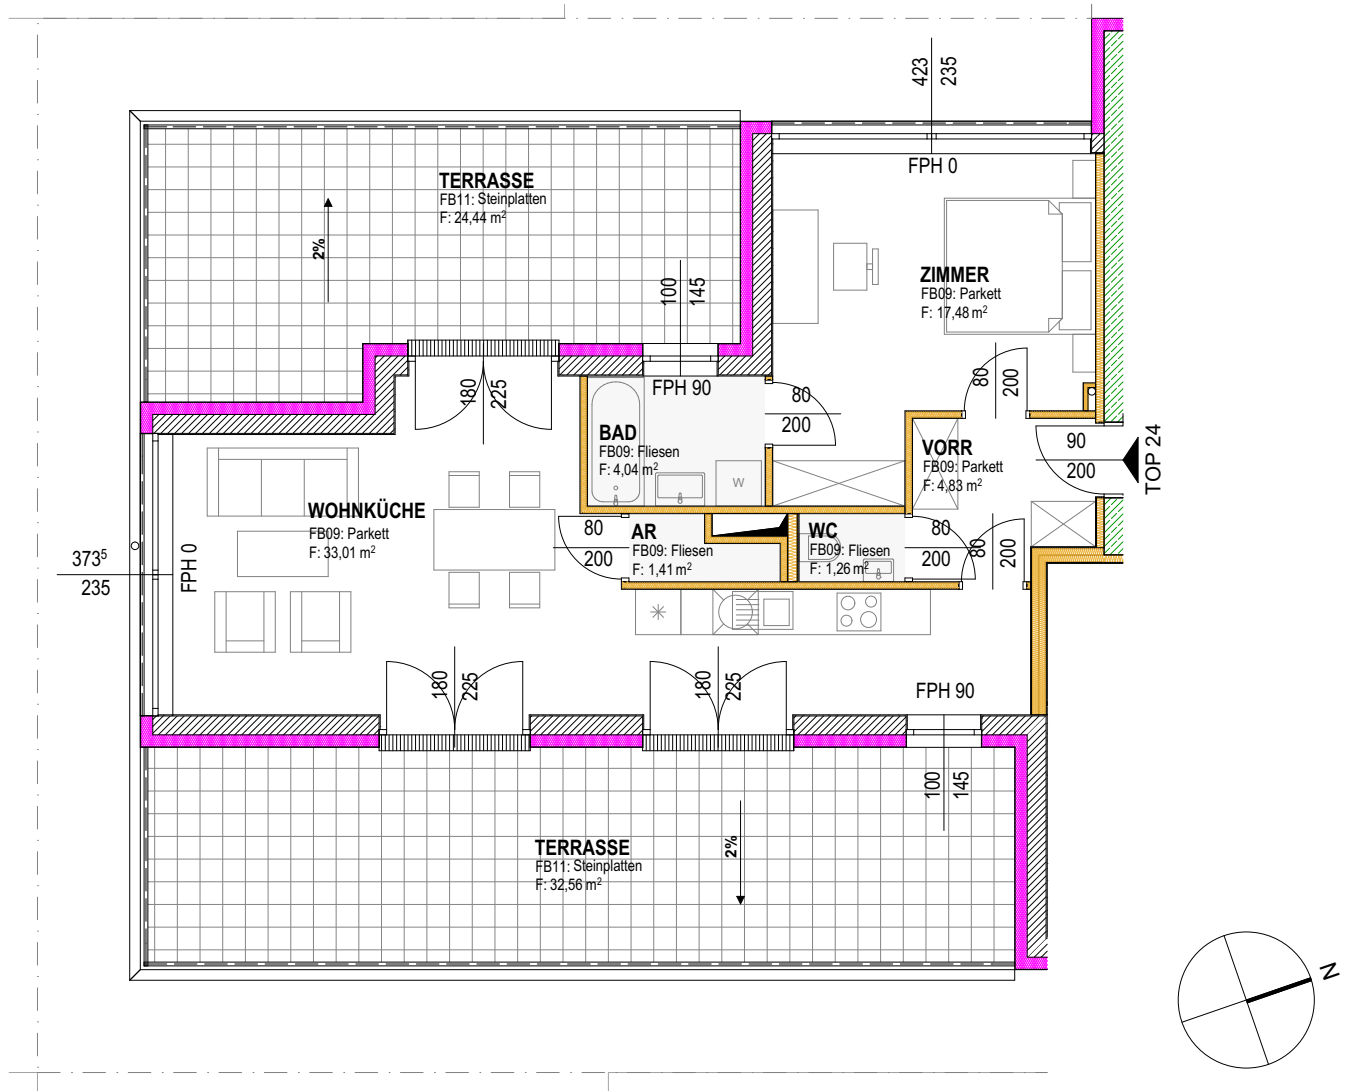 423
235
FPH 0
TERRASSE
FB11: Steinplatten
F: 24,44 m²
2%
100
145
ZIMMER
FB09: Parkett
F: 17,48 m²
180
225
FPH 90
80
200
80
200
BAD
FB09: Fliesen
F: 4,04 m²
W
VORR
FB09: Parkett
F: 4,83 m²
90
200
TOP 24
WOHNKÜCHE
FB09: Parkett
F: 33,01 m²
373⁵
235
FPH 0
80
200
AR
FB09: Fliesen
F: 1,41 m²
WC
FB09: Fliesen
F: 1,26 m²
80
200
80
200
180
225
180
225
FPH 90
100
145
TERRASSE
FB11: Steinplatten
F: 32,56 m²
2%
N